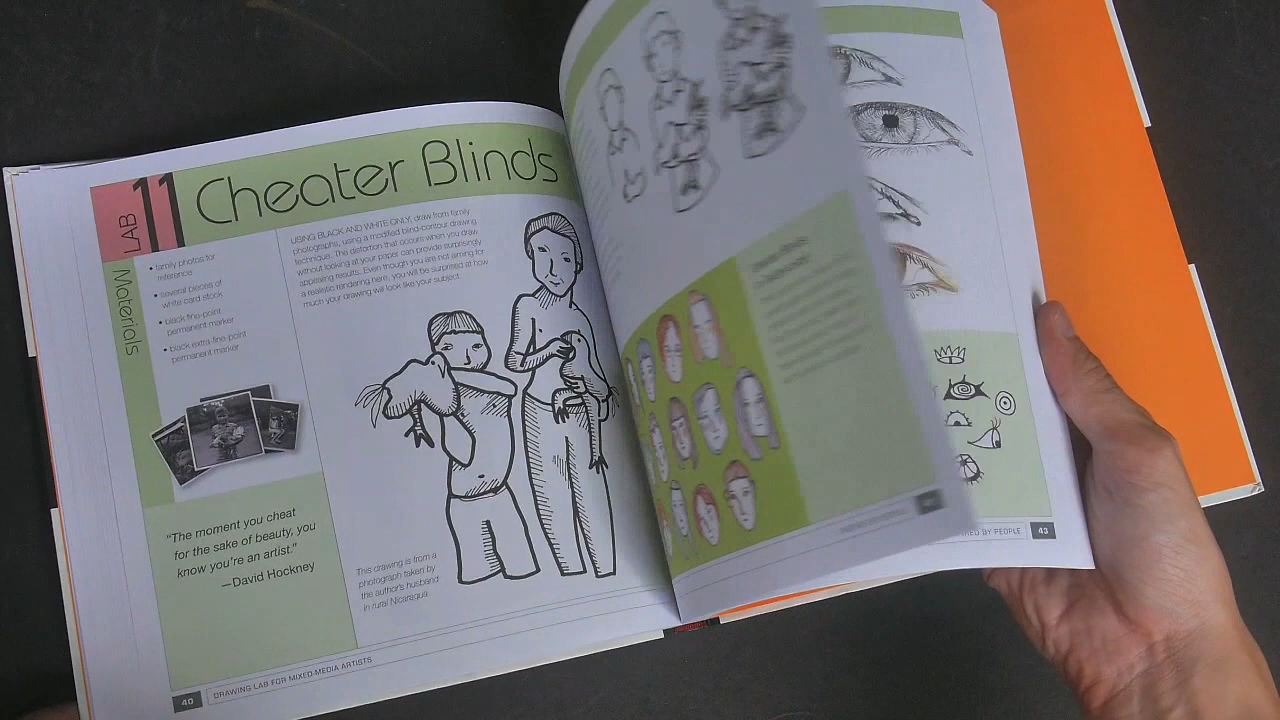 LAB 11 Cheater Blinds
Materials
• family photos for
reference
• several pieces of
white card stock
• black fine-point
permanent marker
• black extra-fine-point
permanent marker
USING BLACK AND WHITE ONLY, draw from family
photographs, using a modified blind-contour drawing
technique. The distortion that occurs when you draw
without looking at your paper can provide surprisingly
appealing results. Even though you are not aiming for
a realistic rendering here, you will be surprised at how
much your drawing will look like your subject.
"The moment you cheat
for the sake of beauty, you
know you're an artist."
—David Hockney
This drawing is from a
photograph taken by
the author's husband
in rural Nicaragua.
40 DRAWING LAB FOR MIXED-MEDIA ARTISTS
BY PEOPLE 43